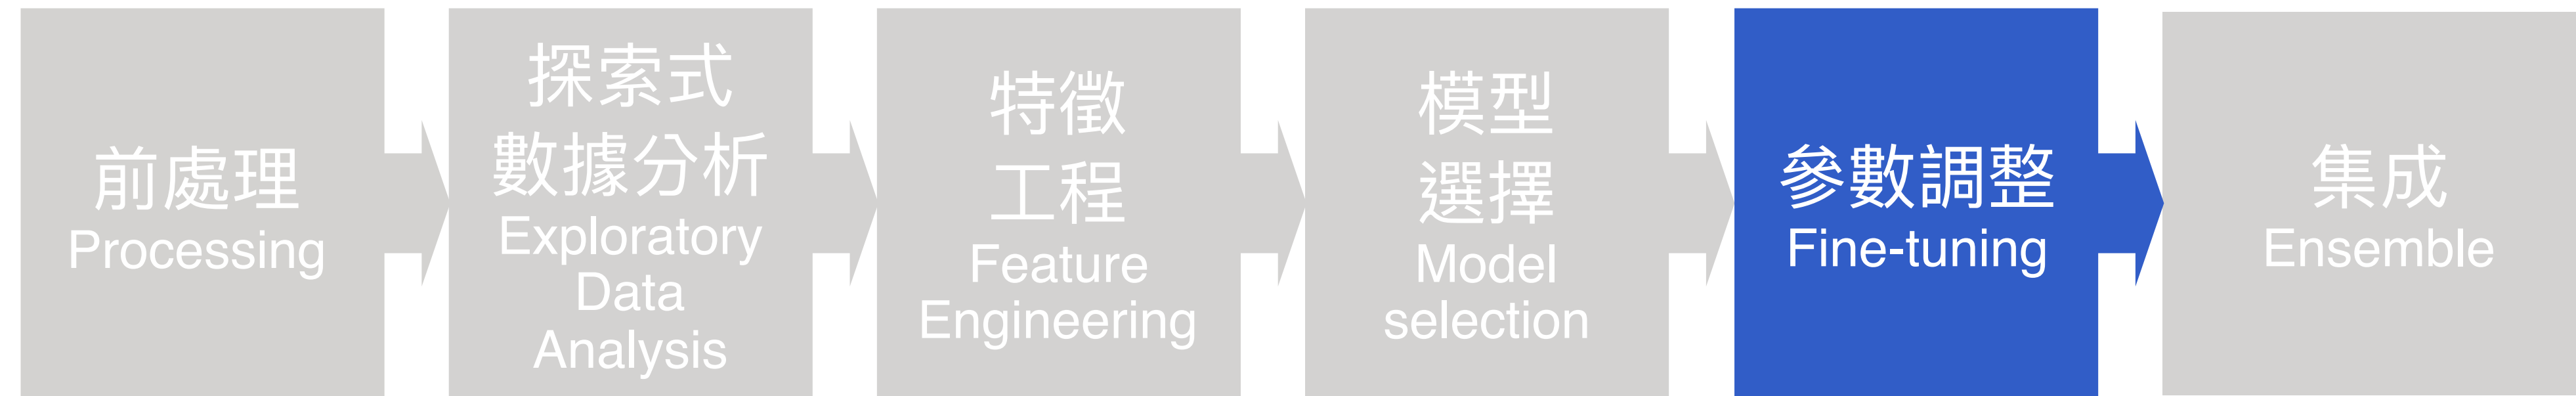 前處理
Processing
探索式
數據分析
Exploratory
Data
Analysis
特徵
工程
Feature
Engineering
模型
選擇
Model
selection
參數調整
Fine-tuning
集成
Ensemble